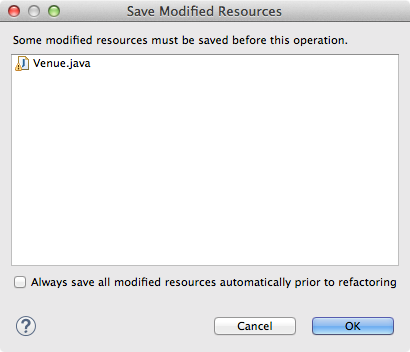 Save Modified Resources
Some modified resources must be saved before this operation.
Venue.java
Always save all modified resources automatically prior to refactoring
?
Cancel
OK